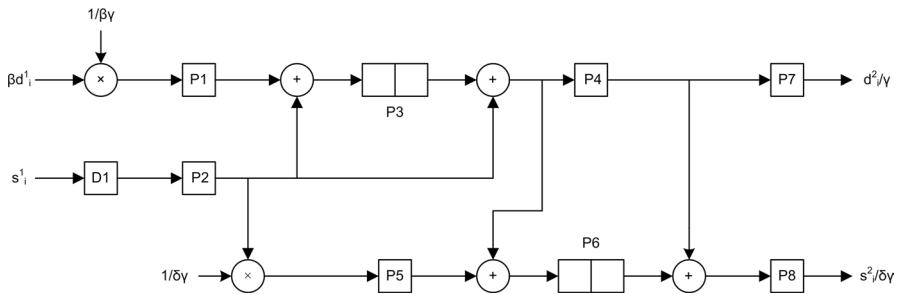 1/βγ
βd¹ᵢ × P1 + P3 + P4 P7 d²ᵢ/γ
s¹ᵢ D1 P2
1/δγ × P5 + P6 + P8 s²ᵢ/δγ